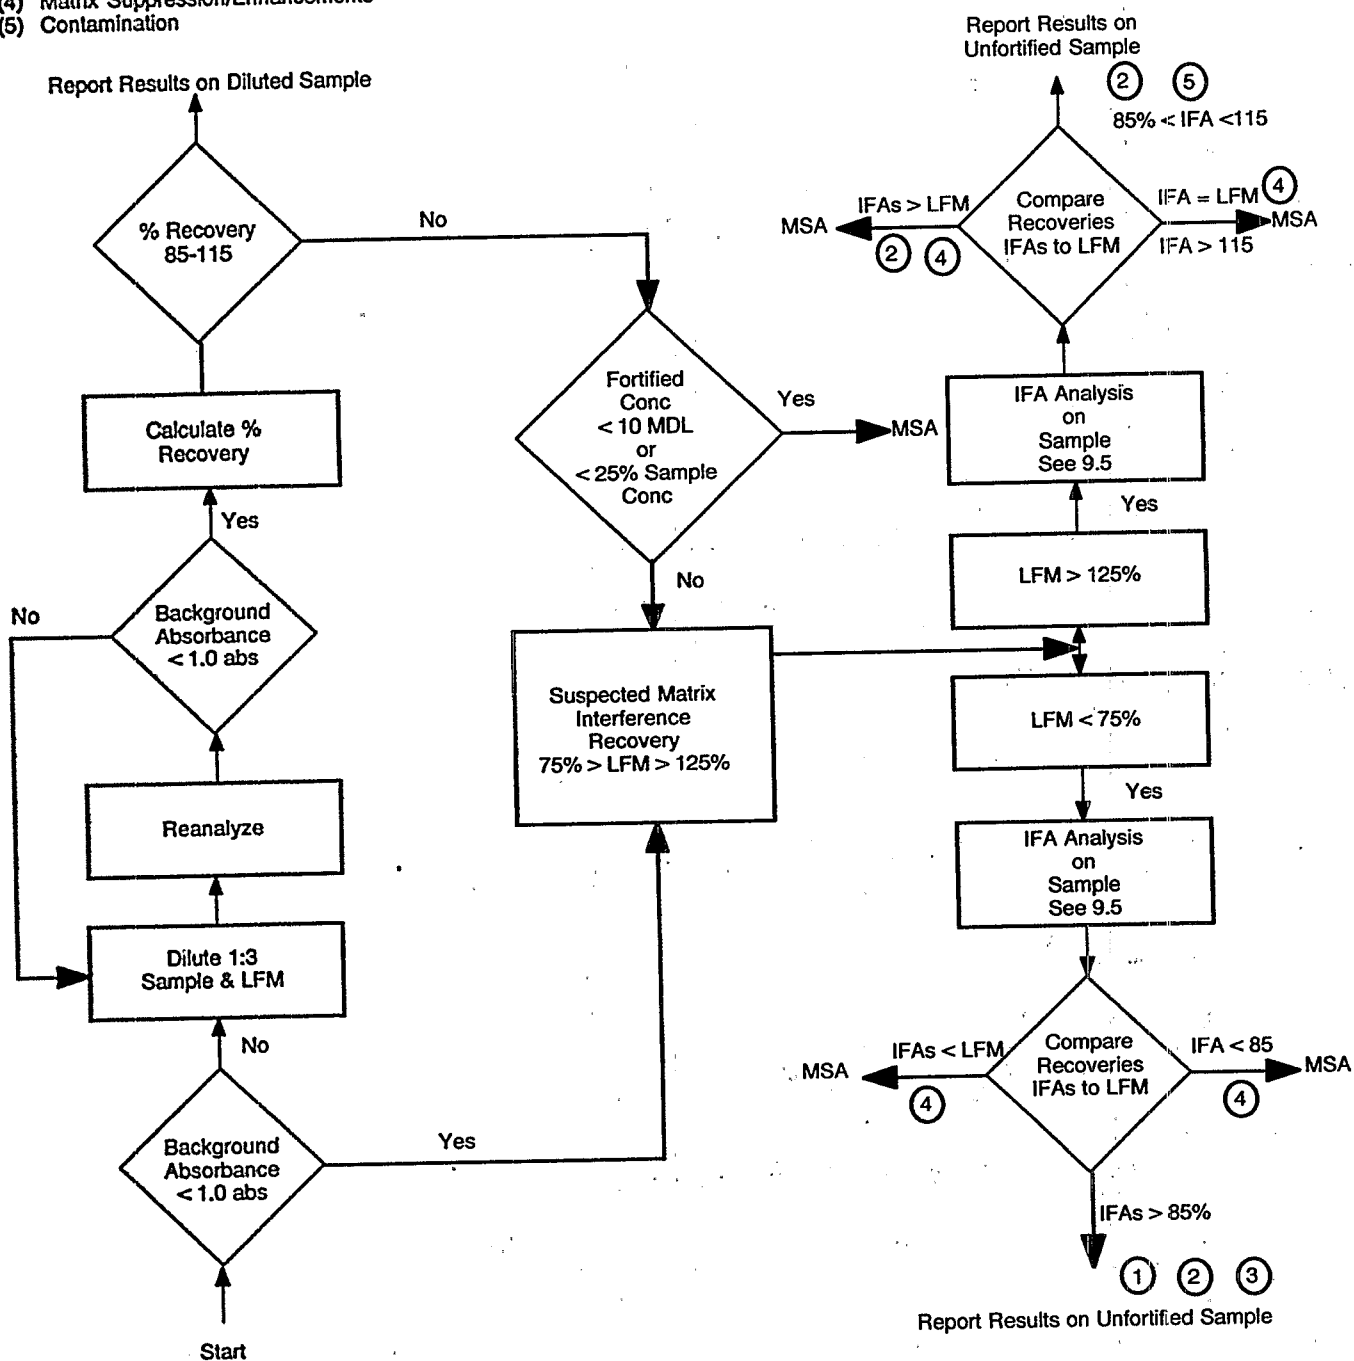 (4) Matrix Suppression/Enhancements
(5) Contamination
Report Results on Diluted Sample
% Recovery
85-115
No
Calculate %
Recovery
Yes
Background
Absorbance
< 1.0 abs
No
Reanalyze
Dilute 1:3
Sample & LFM
No
Background
Absorbance
< 1.0 abs
Yes
Start
Fortified
Conc
< 10 MDL
or
< 25% Sample
Conc
Yes
MSA
No
Suspected Matrix
Interference
Recovery
75% > LFM > 125%
Report Results on
Unfortified Sample
2 5
85% < IFA <115
Compare
Recoveries
IFAs to LFM
IFAs > LFM
MSA
2 4
IFA = LFM 4
MSA
IFA > 115
IFA Analysis
on
Sample
See 9.5
Yes
LFM > 125%
LFM < 75%
Yes
IFA Analysis
on
Sample
See 9.5
Compare
Recoveries
IFAs to LFM
IFAs < LFM
MSA
4
IFA < 85
MSA
4
IFAs > 85%
1 2 3
Report Results on Unfortified Sample